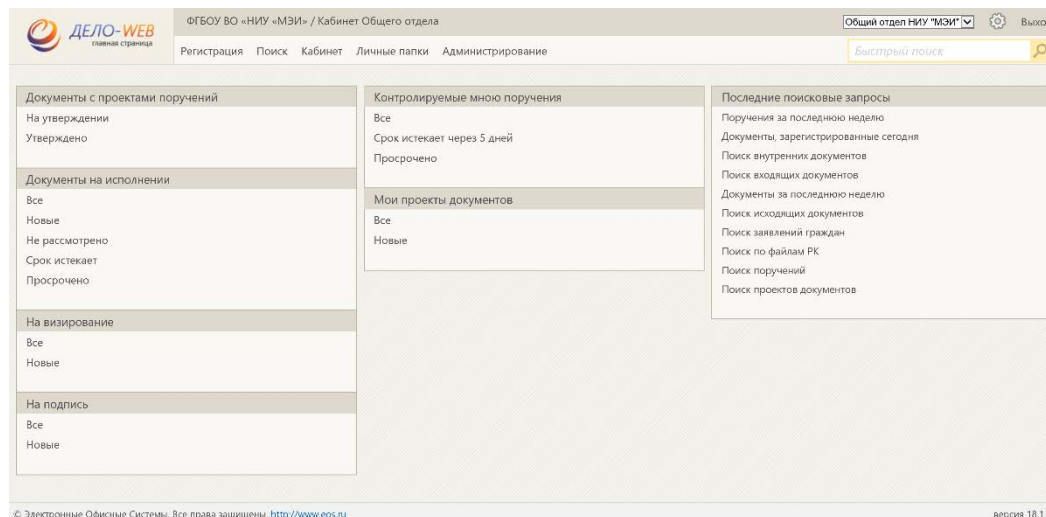 ДЕЛО-WEB
главная страница
ФГБОУ ВО «НИУ «МЭИ» / Кабинет Общего отдела
Общий отдел НИУ "МЭИ"
Выхо
Регистрация Поиск Кабинет Личные папки Администрирование
Быстрый поиск
Документы с проектами поручений
На утверждении
Утверждено
Документы на исполнении
Все
Новые
Не рассмотрено
Срок истекает
Просрочено
На визирование
Все
Новые
На подпись
Все
Новые
Контролируемые мною поручения
Все
Срок истекает через 5 дней
Просрочено
Мои проекты документов
Все
Новые
Последние поисковые запросы
Поручения за последнюю неделю
Документы, зарегистрированные сегодня
Поиск внутренних документов
Поиск входящих документов
Документы за последнюю неделю
Поиск исходящих документов
Поиск заявлений граждан
Поиск по файлам РК
Поиск поручений
Поиск проектов документов
© Электронные Офисные Системы. Все права защищены. http://www.eos.ru
версия 18.1